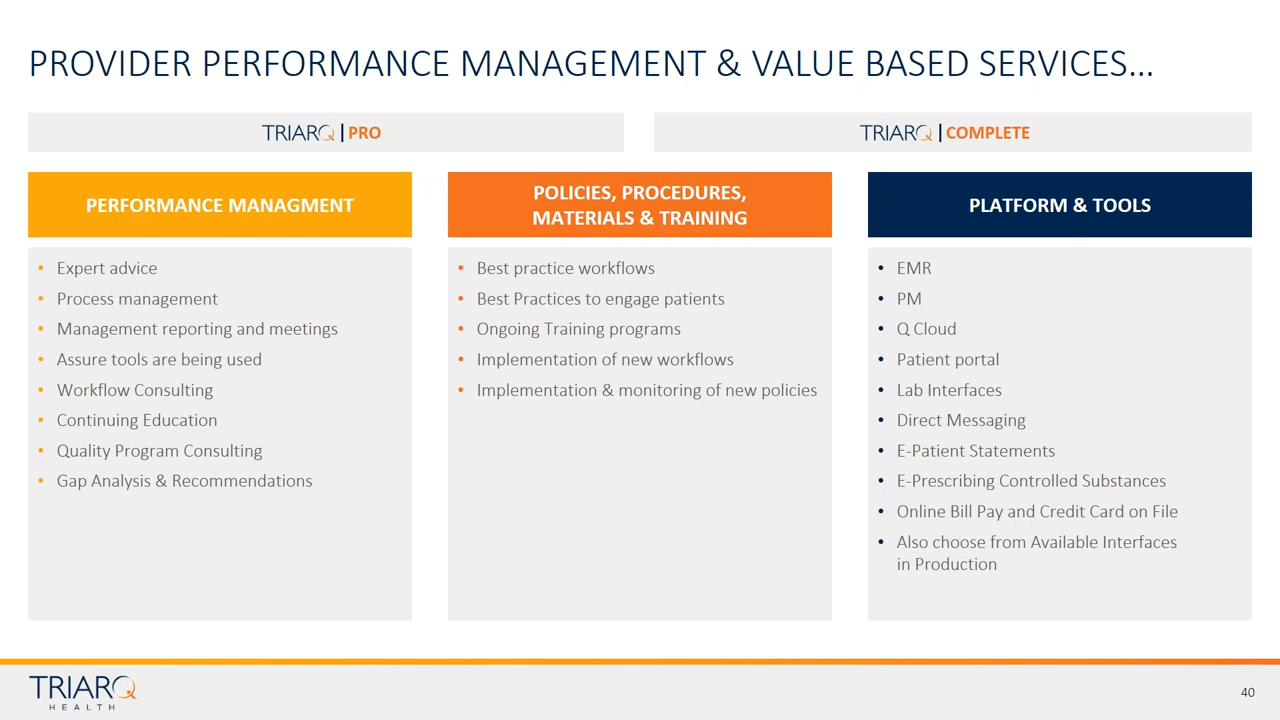 PROVIDER PERFORMANCE MANAGEMENT & VALUE BASED SERVICES...
TRIARQ | PRO
TRIARQ | COMPLETE
PERFORMANCE MANAGMENT
• Expert advice
• Process management
• Management reporting and meetings
• Assure tools are being used
• Workflow Consulting
• Continuing Education
• Quality Program Consulting
• Gap Analysis & Recommendations
POLICIES, PROCEDURES,
MATERIALS & TRAINING
• Best practice workflows
• Best Practices to engage patients
• Ongoing Training programs
• Implementation of new workflows
• Implementation & monitoring of new policies
PLATFORM & TOOLS
• EMR
• PM
• Q Cloud
• Patient portal
• Lab Interfaces
• Direct Messaging
• E-Patient Statements
• E-Prescribing Controlled Substances
• Online Bill Pay and Credit Card on File
• Also choose from Available Interfaces
in Production
TRIARQ
HEALTH
40